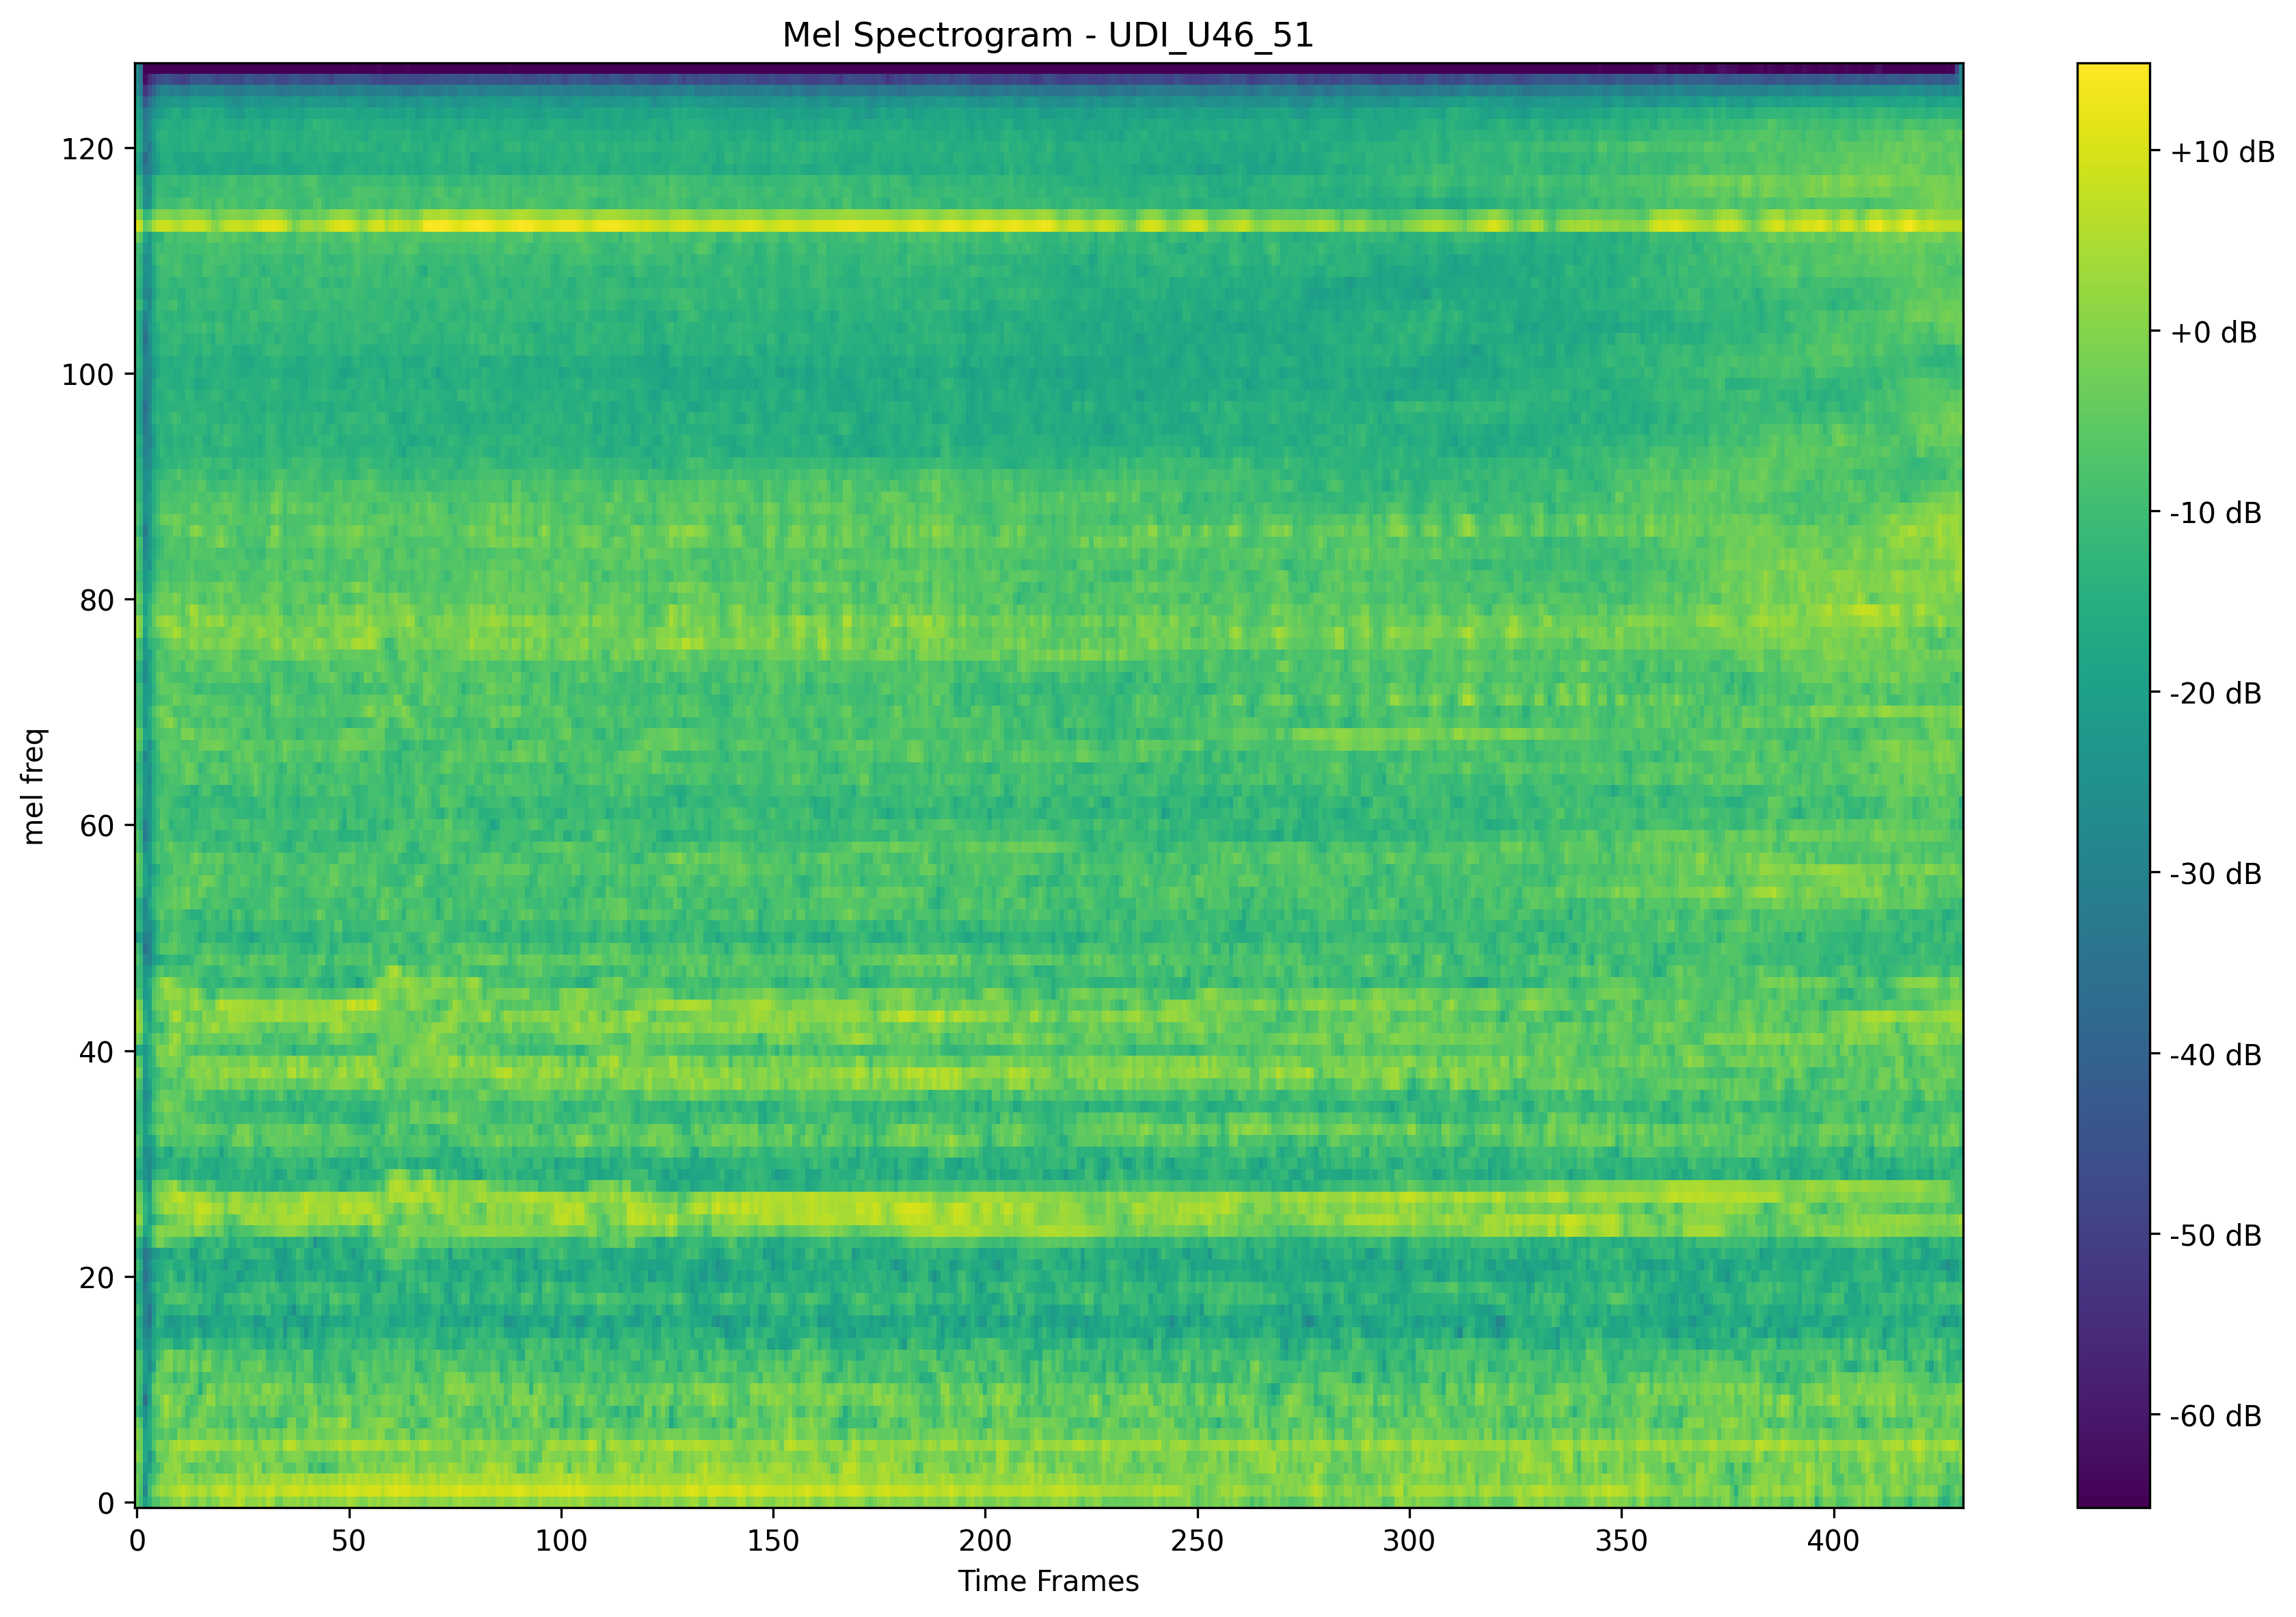 Mel Spectrogram - UDI_U46_51
mel freq
120
100
80
60
40
20
0
0 50 100 150 200 250 300 350 400
Time Frames
+10 dB
+0 dB
-10 dB
-20 dB
-30 dB
-40 dB
-50 dB
-60 dB